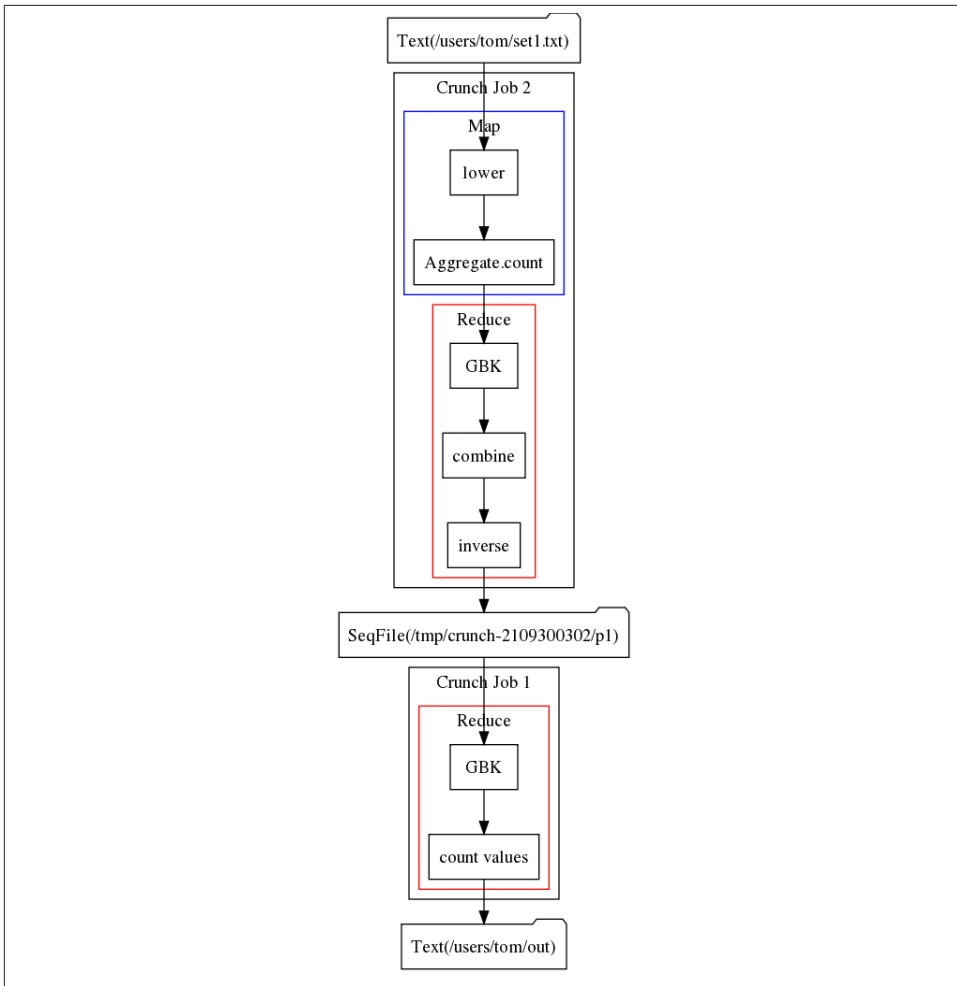 Text(/users/tom/set1.txt)
Crunch Job 2
Map
lower
Aggregate.count
Reduce
GBK
combine
inverse
SeqFile(/tmp/crunch-2109300302/p1)
Crunch Job 1
Reduce
GBK
count values
Text(/users/tom/out)